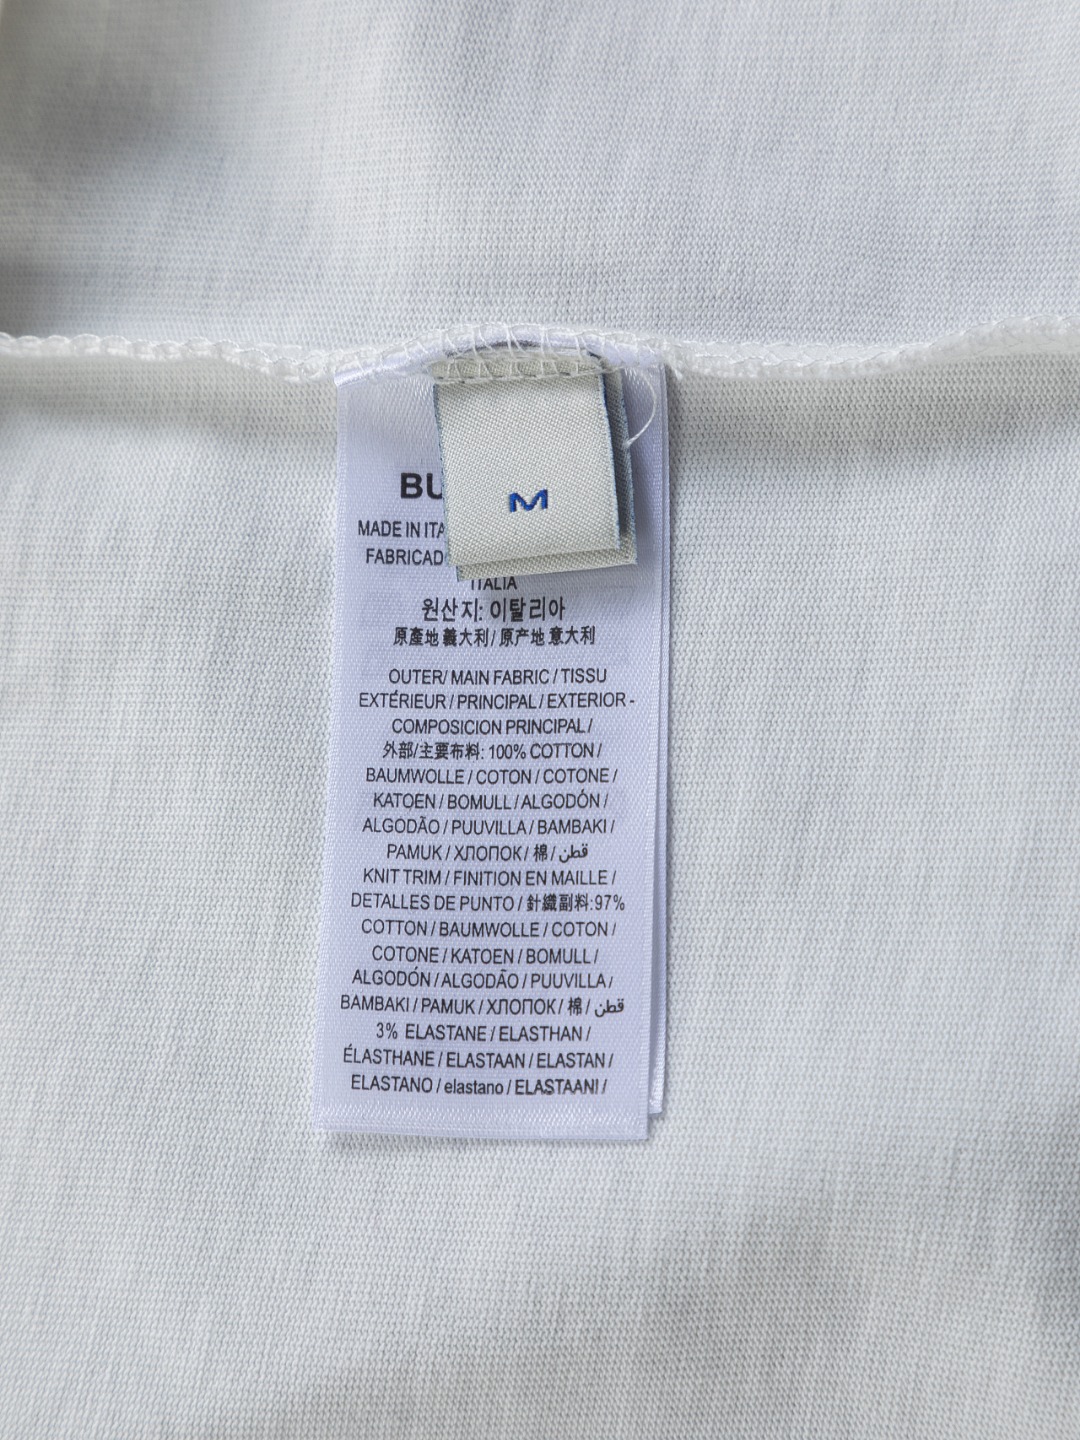 M
BU
MADE IN ITA
FABRICAD
ITALIA
원산지: 이탈리아
原產地 義大利 / 原产地 意大利
OUTER/ MAIN FABRIC / TISSU
EXTÉRIEUR / PRINCIPAL / EXTERIOR -
COMPOSICION PRINCIPAL /
外部/主要布料: 100% COTTON /
BAUMWOLLE / COTON / COTONE /
KATOEN / BOMULL / ALGODÓN /
ALGODÃO / PUUVILLA / BAMBAKI /
PAMUK / ХЛОПОК / 棉 / قطن
KNIT TRIM / FINITION EN MAILLE /
DETALLES DE PUNTO / 針織副料:97%
COTTON / BAUMWOLLE / COTON /
COTONE / KATOEN / BOMULL /
ALGODÓN / ALGODÃO / PUUVILLA /
BAMBAKI / PAMUK / ХЛОПОК / 棉 / قطن
3% ELASTANE / ELASTHAN /
ÉLASTHANE / ELASTAAN / ELASTAN /
ELASTANO / elastano / ELASTAANI /